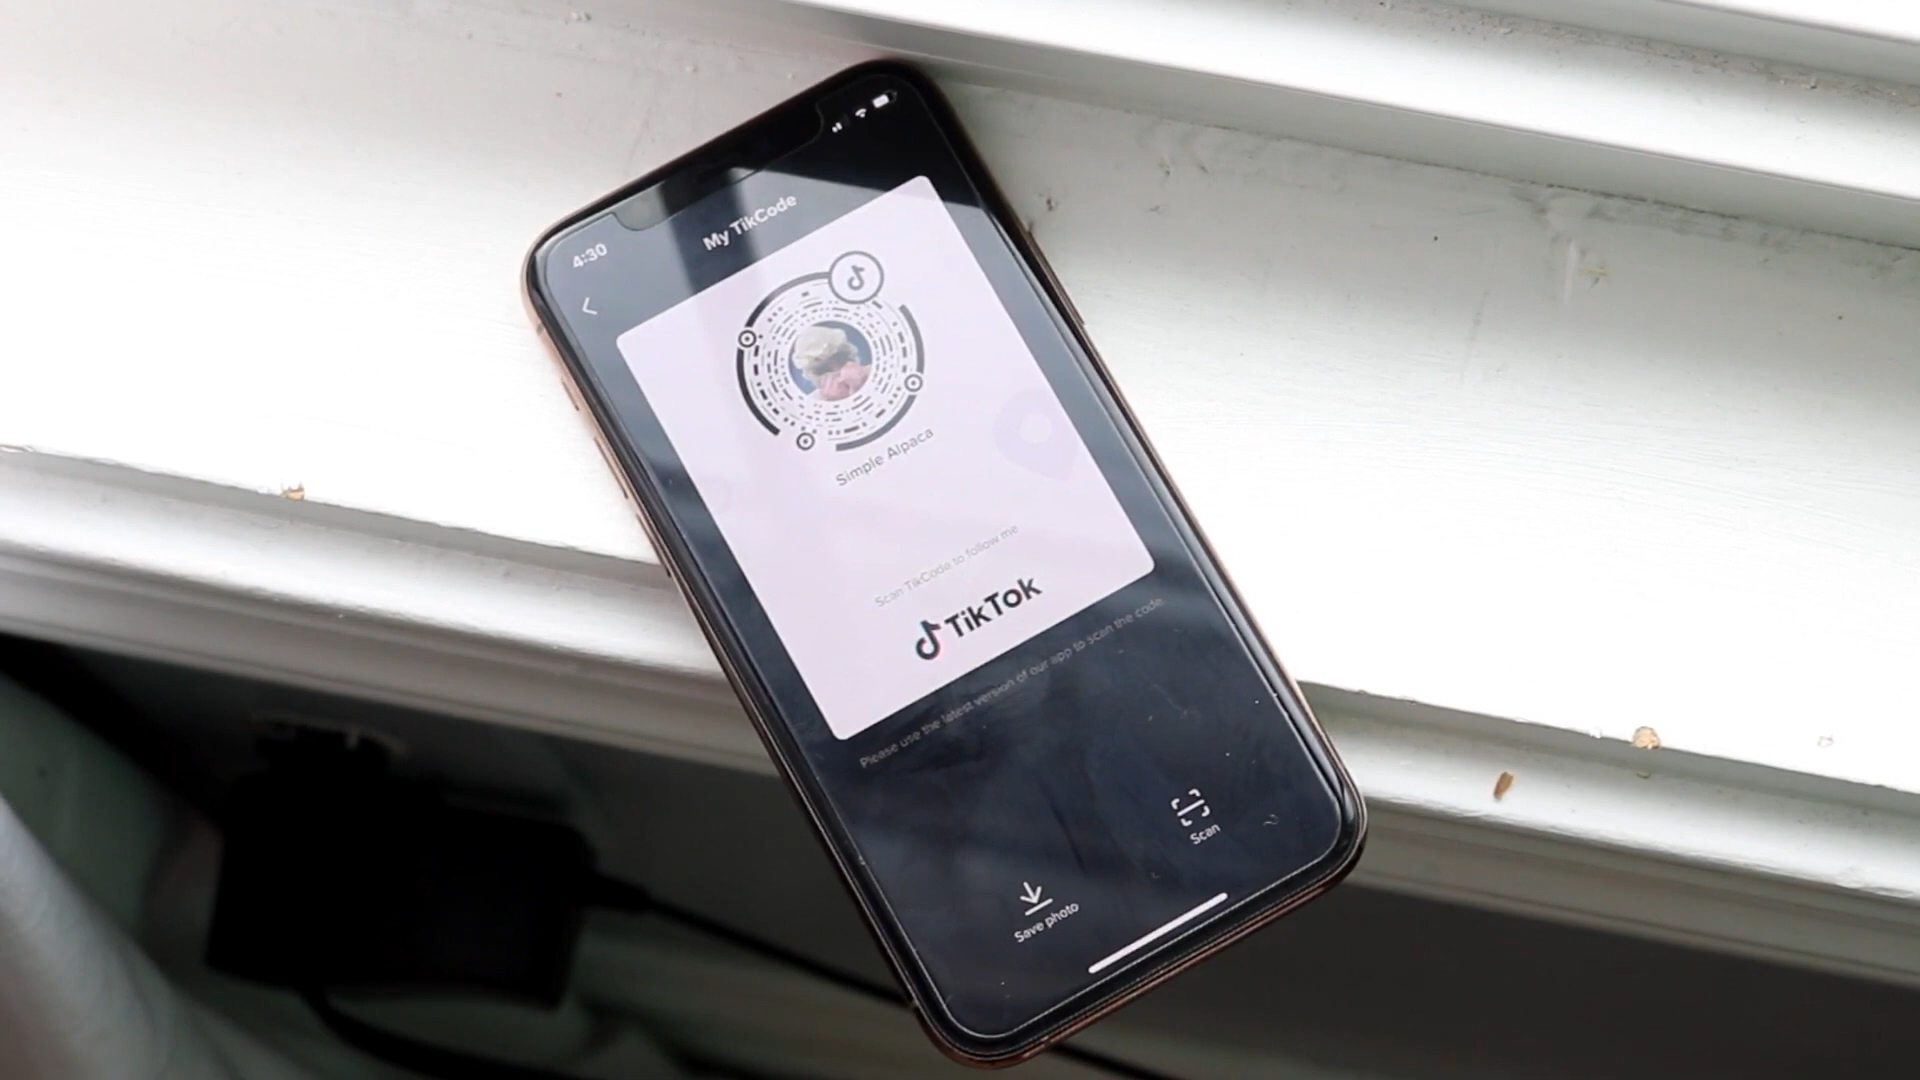 4:30
My TikCode
Simple Alpaca
Scan TikCode to follow me
TikTok
Please use the latest version of our app to scan the code.
Save photo
Scan